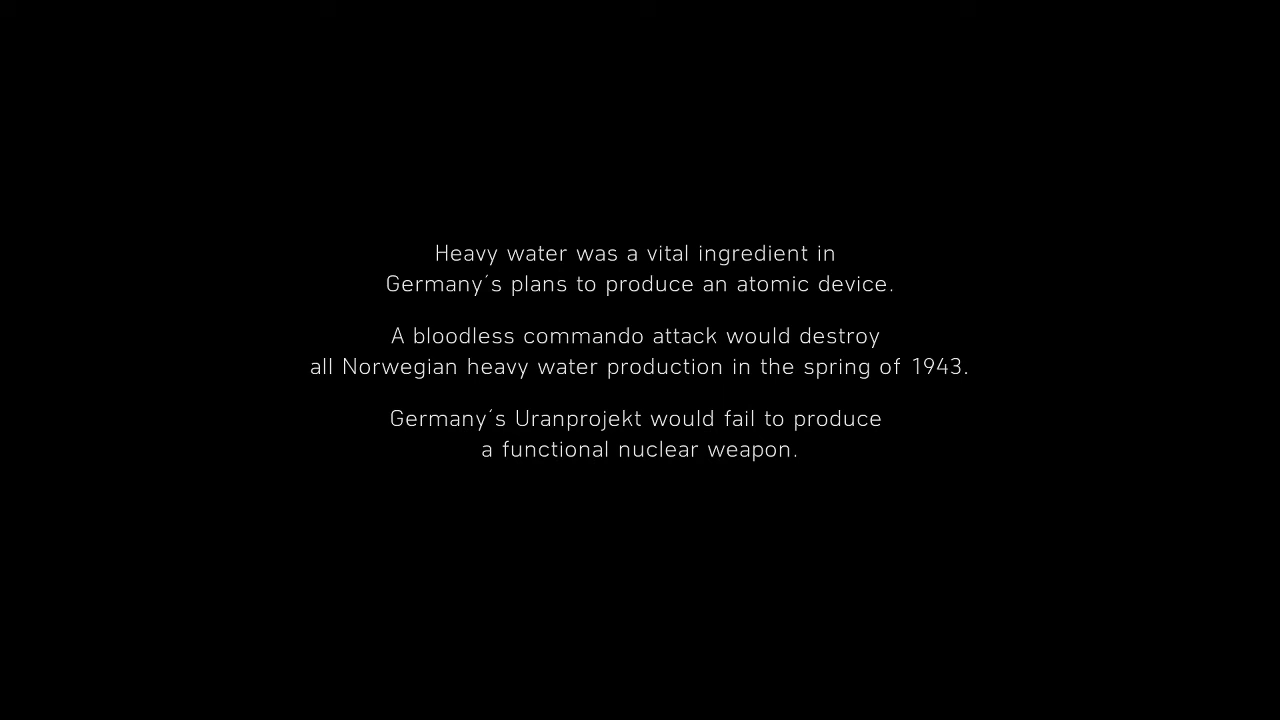 Heavy water was a vital ingredient in
Germany´s plans to produce an atomic device.
A bloodless commando attack would destroy
all Norwegian heavy water production in the spring of 1943.
Germany´s Uranprojekt would fail to produce
a functional nuclear weapon.